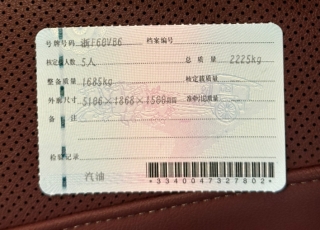 号牌号码 浙F60VB6 档案编号
核定载人数 5人 总质量 2225kg
整备质量 1685kg 核定载质量
外廓尺寸 5106×1868×1500mm 准牵引总质量
备注
检验记录
汽油
*3340047327802*